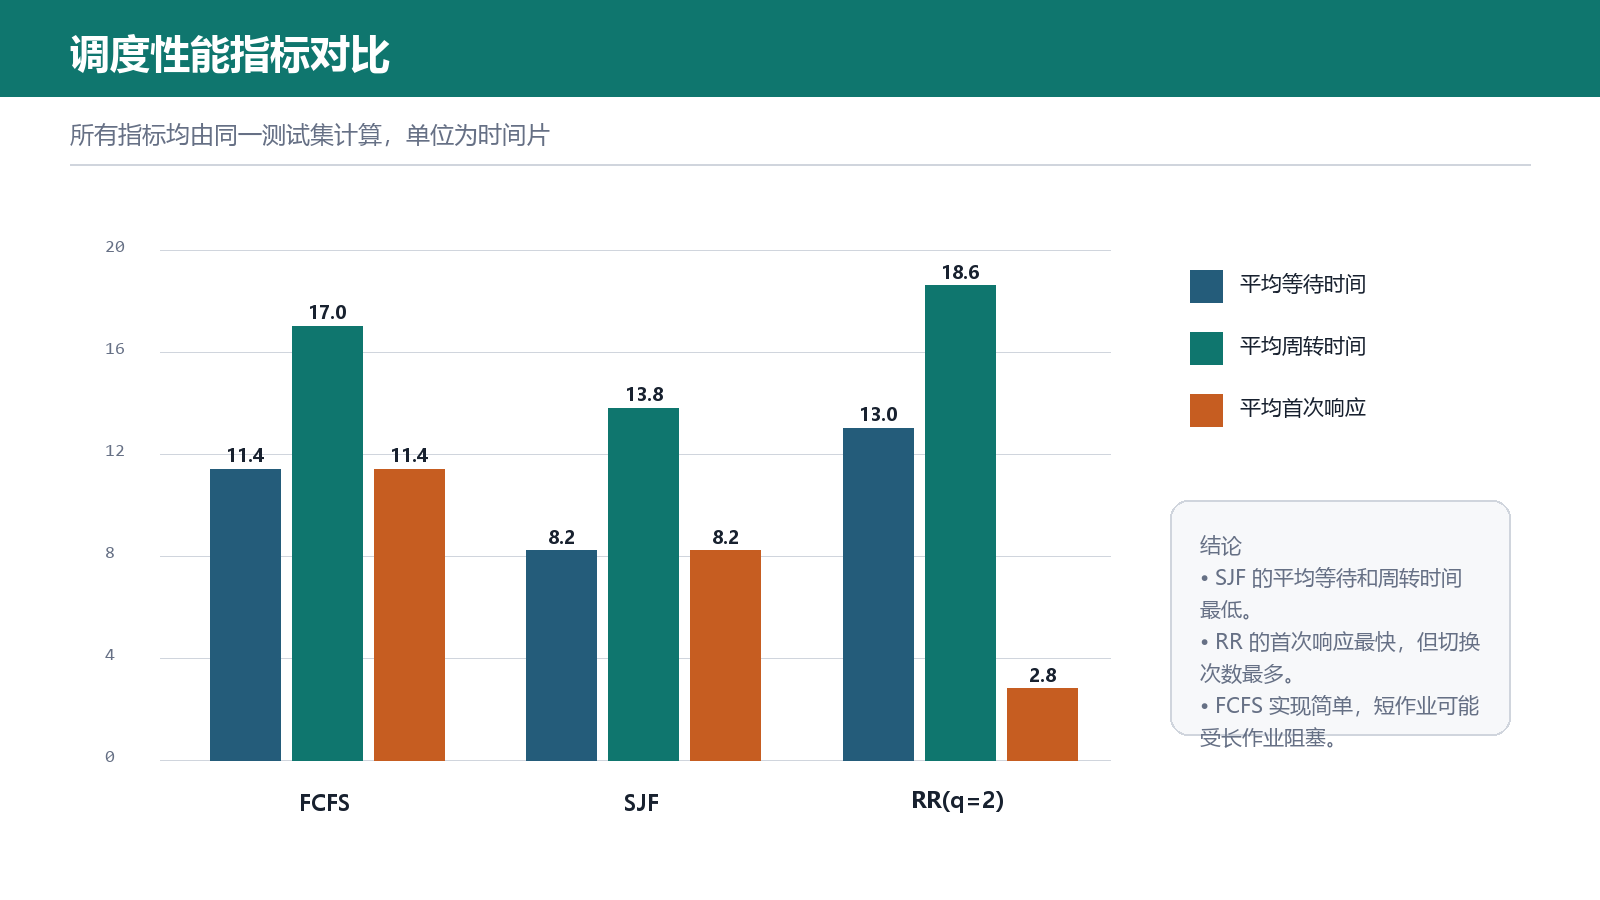 调度性能指标对比
所有指标均由同一测试集计算，单位为时间片
20
16
12
8
4
0
11.4
17.0
11.4
8.2
13.8
8.2
13.0
18.6
2.8
FCFS
SJF
RR(q=2)
平均等待时间
平均周转时间
平均首次响应
结论
• SJF 的平均等待和周转时间
最低。
• RR 的首次响应最快，但切换
次数最多。
• FCFS 实现简单，短作业可能
受长作业阻塞。